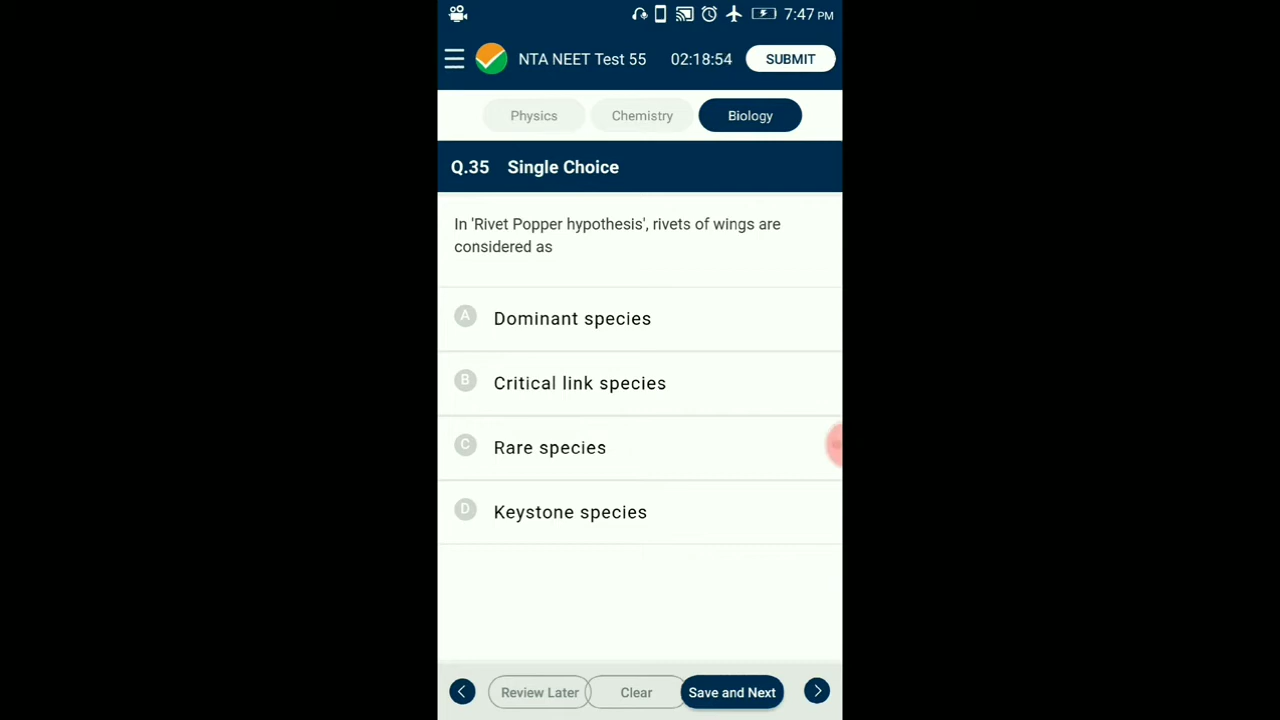 7:47 PM
NTA NEET Test 55 02:18:54 SUBMIT
Physics Chemistry Biology
Q.35 Single Choice
In 'Rivet Popper hypothesis', rivets of wings are
considered as
A Dominant species
B Critical link species
C Rare species
D Keystone species
Review Later Clear Save and Next